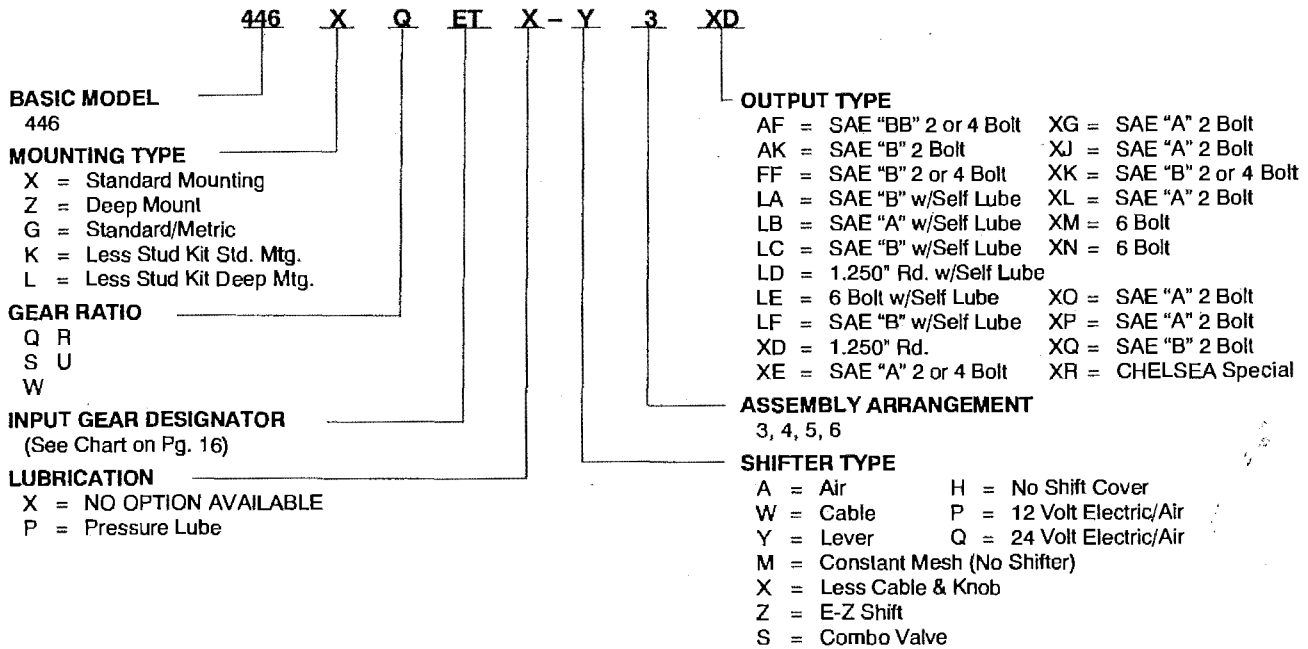 446 X Q ET X – Y 3 XD
BASIC MODEL
446
MOUNTING TYPE
X = Standard Mounting
Z = Deep Mount
G = Standard/Metric
K = Less Stud Kit Std. Mtg.
L = Less Stud Kit Deep Mtg.
GEAR RATIO
Q R
S U
W
INPUT GEAR DESIGNATOR
(See Chart on Pg. 16)
LUBRICATION
X = NO OPTION AVAILABLE
P = Pressure Lube
OUTPUT TYPE
AF = SAE "BB" 2 or 4 Bolt XG = SAE "A" 2 Bolt
AK = SAE "B" 2 Bolt XJ = SAE "A" 2 Bolt
FF = SAE "B" 2 or 4 Bolt XK = SAE "B" 2 or 4 Bolt
LA = SAE "B" w/Self Lube XL = SAE "A" 2 Bolt
LB = SAE "A" w/Self Lube XM = 6 Bolt
LC = SAE "B" w/Self Lube XN = 6 Bolt
LD = 1.250" Rd. w/Self Lube
LE = 6 Bolt w/Self Lube XO = SAE "A" 2 Bolt
LF = SAE "B" w/Self Lube XP = SAE "A" 2 Bolt
XD = 1.250" Rd. XQ = SAE "B" 2 Bolt
XE = SAE "A" 2 or 4 Bolt XR = CHELSEA Special
ASSEMBLY ARRANGEMENT
3, 4, 5, 6
SHIFTER TYPE
A = Air H = No Shift Cover
W = Cable P = 12 Volt Electric/Air
Y = Lever Q = 24 Volt Electric/Air
M = Constant Mesh (No Shifter)
X = Less Cable & Knob
Z = E-Z Shift
S = Combo Valve